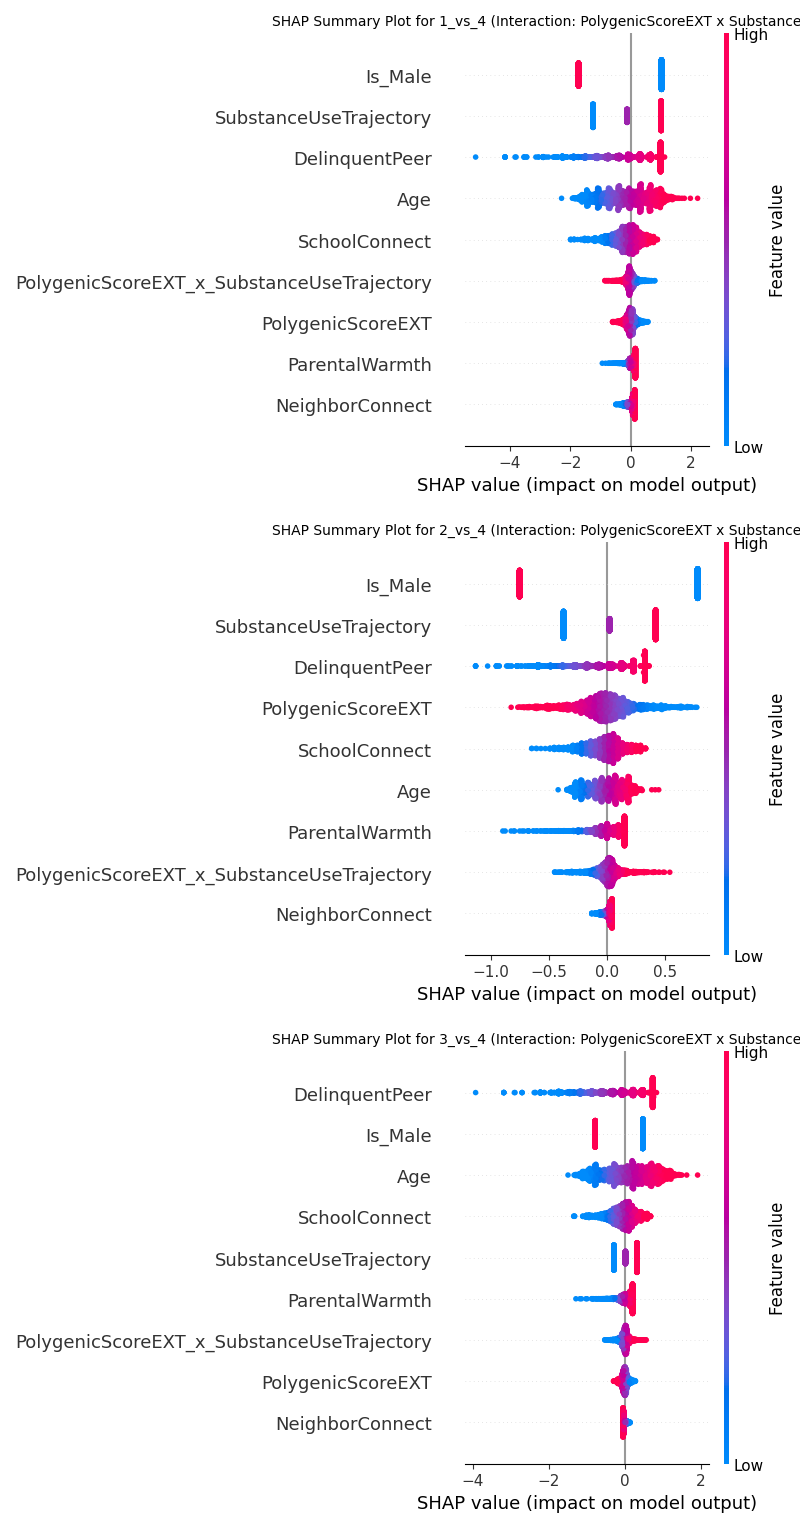 SHAP Summary Plot for 1_vs_4 (Interaction: PolygenicScoreEXT x Substance
High
Is_Male
SubstanceUseTrajectory
DelinquentPeer
Age
SchoolConnect
PolygenicScoreEXT_x_SubstanceUseTrajectory
PolygenicScoreEXT
ParentalWarmth
NeighborConnect
Feature value
Low
−4 −2 0 2
SHAP value (impact on model output)
SHAP Summary Plot for 2_vs_4 (Interaction: PolygenicScoreEXT x Substance
High
Is_Male
SubstanceUseTrajectory
DelinquentPeer
PolygenicScoreEXT
SchoolConnect
Age
ParentalWarmth
PolygenicScoreEXT_x_SubstanceUseTrajectory
NeighborConnect
Feature value
Low
−1.0 −0.5 0.0 0.5
SHAP value (impact on model output)
SHAP Summary Plot for 3_vs_4 (Interaction: PolygenicScoreEXT x Substance
High
DelinquentPeer
Is_Male
Age
SchoolConnect
SubstanceUseTrajectory
ParentalWarmth
PolygenicScoreEXT_x_SubstanceUseTrajectory
PolygenicScoreEXT
NeighborConnect
Feature value
Low
−4 −2 0 2
SHAP value (impact on model output)